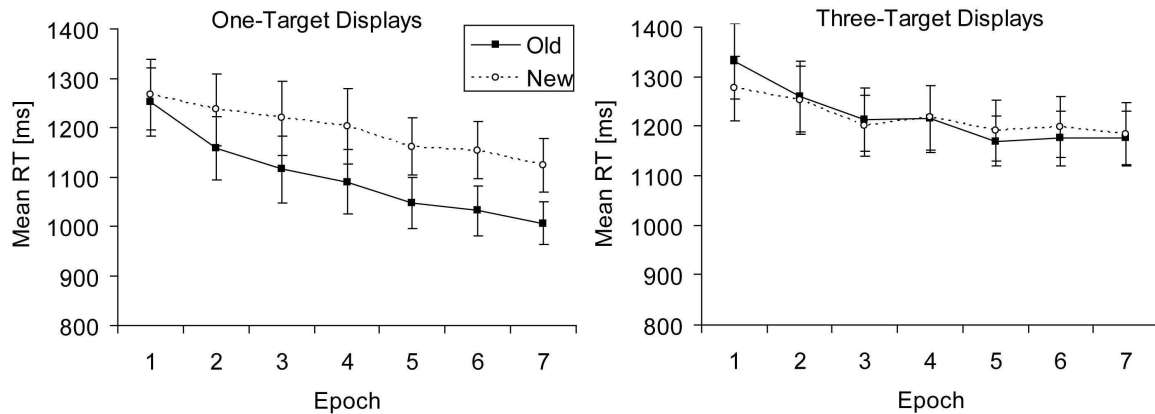 One-Target Displays
1400
1300
1200
1100
1000
900
800
Mean RT [ms]
Old
New
1 2 3 4 5 6 7
Epoch
Three-Target Displays
1400
1300
1200
1100
1000
900
800
Mean RT [ms]
1 2 3 4 5 6 7
Epoch